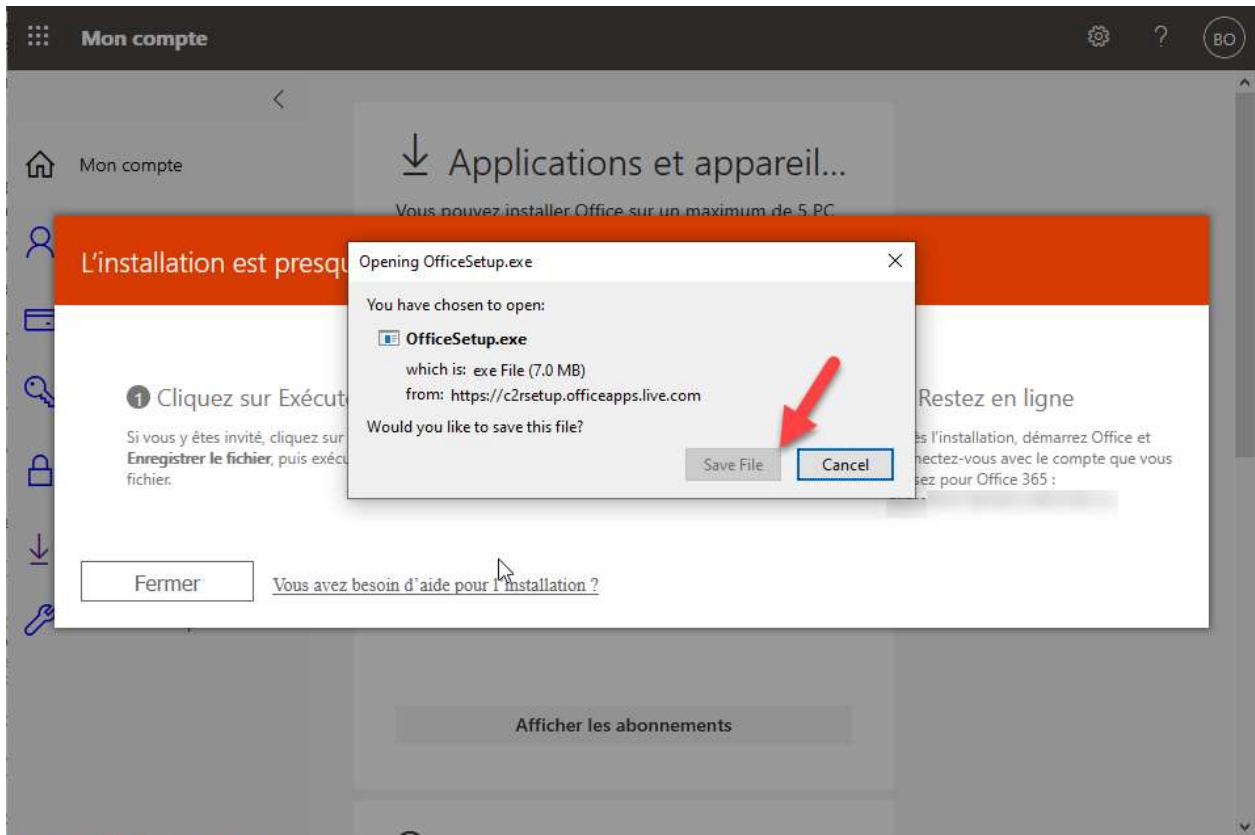 Mon compte
?
BO
Mon compte
Applications et appareil...
Vous pouvez installer Office sur un maximum de 5 PC
L'installation est presqu
Opening OfficeSetup.exe
You have chosen to open:
OfficeSetup.exe
which is: exe File (7.0 MB)
from: https://c2rsetup.officeapps.live.com
Would you like to save this file?
Save File
Cancel
1 Cliquez sur Exécut
Si vous y êtes invité, cliquez sur
Enregistrer le fichier, puis exécu
fichier.
Restez en ligne
l'installation, démarrez Office et
-vous avec le compte que vous
pour Office 365 :
Fermer
Vous avez besoin d'aide pour l'installation ?
Afficher les abonnements